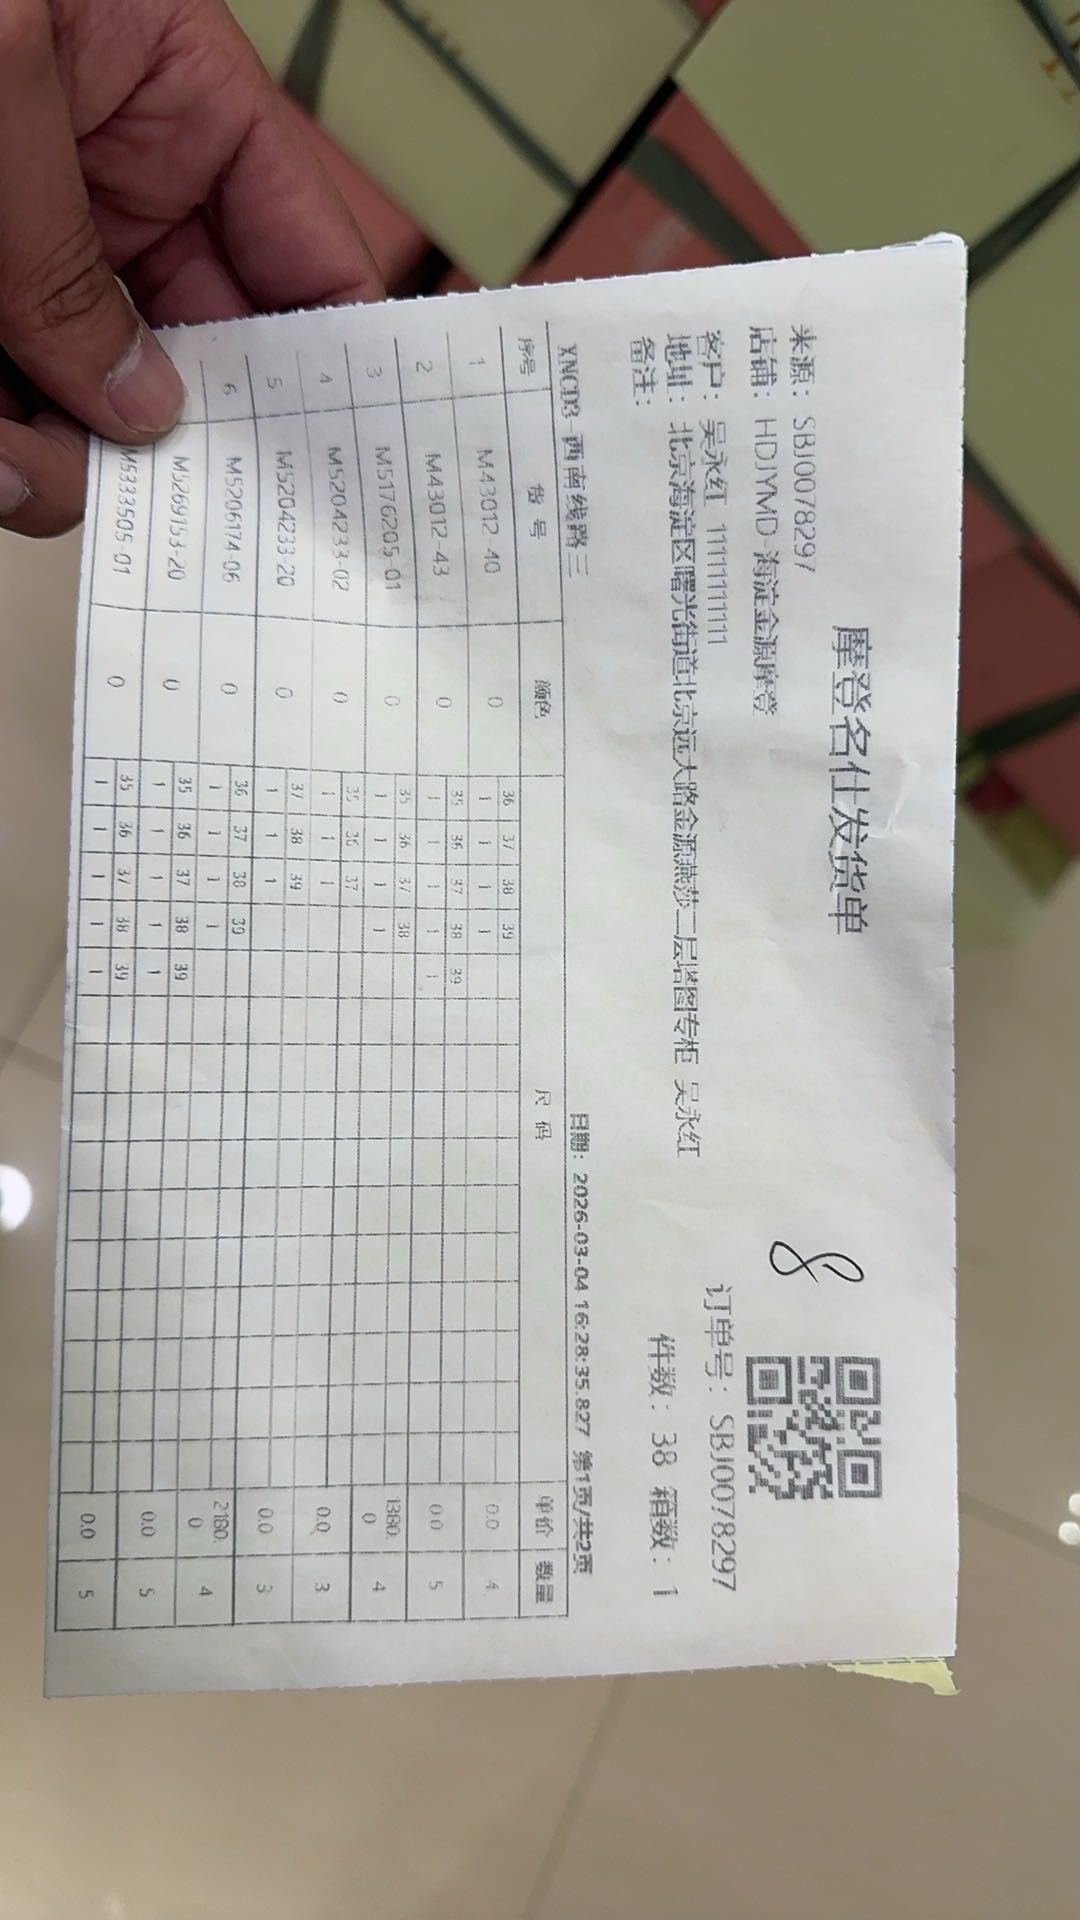 摩登名仕发货单
8
来源：SBJ0078297
店铺：HDJYMD-海淀金源摩登
客户：吴永红 11111111111
订单号：SBJ0078297
地址：北京海淀区曙光街道北京远大路金源燕莎二层塔图专柜 吴永红
件数：38 箱数：1
备注：
XNCD3-西南线路三
日期：2026-03-04 16:28:35.827 第1页/共2页
序号 货号 颜色 尺码 单价 数量
36 37 38 39
1 M43012-40 0 1 1 1 1 0.0 4
35 36 37 38 39
2 M43012-43 0 1 1 1 1 1 0.0 5
35 36 37 38
3 M5176205-01 0 1 1 1 1 1380.0 4
35 36 37
4 M5204233-02 0 1 1 1 0.0 3
37 38 39
5 M5204233-20 0 1 1 1 0.0 3
36 37 38 39
6 M5206174-06 0 1 1 1 1 2180.0 4
35 36 37 38 39
M5269153-20 0 1 1 1 1 1 0.0 5
35 36 37 38 39
M5333505-01 0 1 1 1 1 1 0.0 5